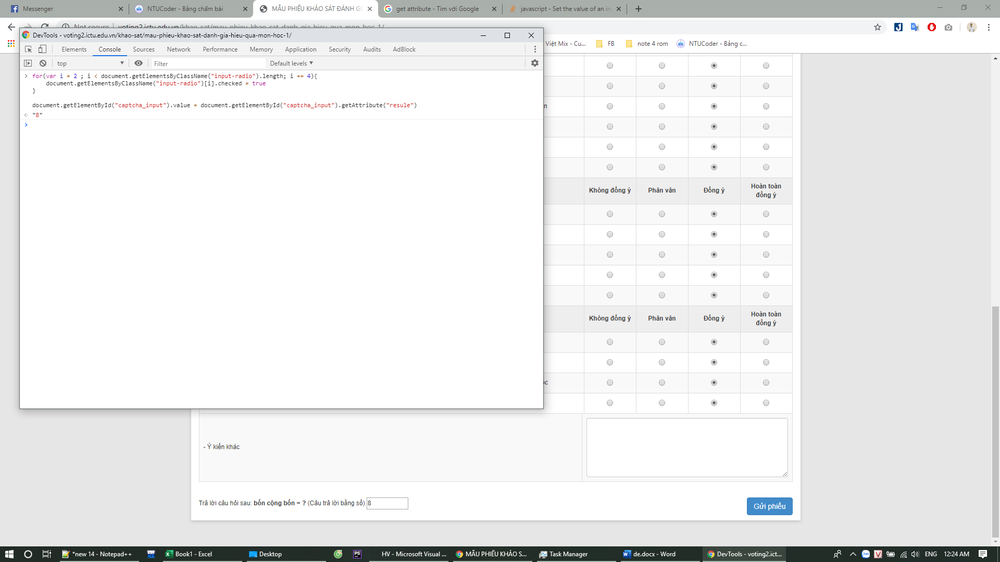 Messenger
NTUCoder - Bảng chấm bài
MẪU PHIẾU KHẢO SÁT ĐÁNH GI
get attribute - Tìm với Google
javascript - Set the value of an in
Not secure
voting2.ictu.edu.vn/khao-sat/mau-phieu-khao-sat-danh-gia-hieu-qua-mon-hoc-1/
DevTools - voting2.ictu.edu.vn/khao-sat/mau-phieu-khao-sat-danh-gia-hieu-qua-mon-hoc-1/
Việt Mix - Cu...
FB
note 4 rom
NTUCoder - Bảng c...
Elements
Console
Sources
Network
Performance
Memory
Application
Security
Audits
AdBlock
top
Filter
Default levels
for(var i = 2 ; i < document.getElementsByClassName("input-radio").length; i += 4){
document.getElementsByClassName("input-radio")[i].checked = true
}
document.getElementById("captcha_input").value = document.getElementById("captcha_input").getAttribute("resule")
"8"
n
Không đồng ý
Phân vân
Đồng ý
Hoàn toàn
đồng ý
Không đồng ý
Phân vân
Đồng ý
Hoàn toàn
đồng ý
- Ý kiến khác
Trả lời câu hỏi sau: bốn cộng bốn = ? (Câu trả lời bằng số) 8
Gửi phiếu
*new 14 - Notepad++
Book1 - Excel
Desktop
HV - Microsoft Visual ...
MẪU PHIẾU KHẢO S...
Task Manager
de.docx - Word
DevTools - voting2.ict...
ENG
12:24 AM